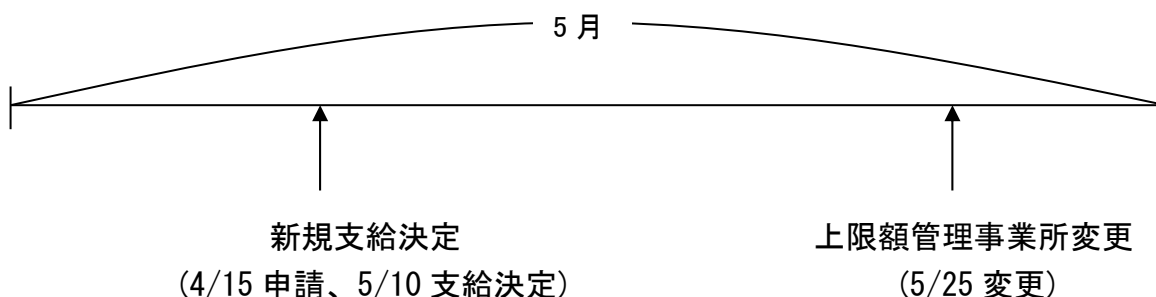 5月
新規支給決定
(4/15 申請、5/10 支給決定)
上限額管理事業所変更
(5/25 変更)